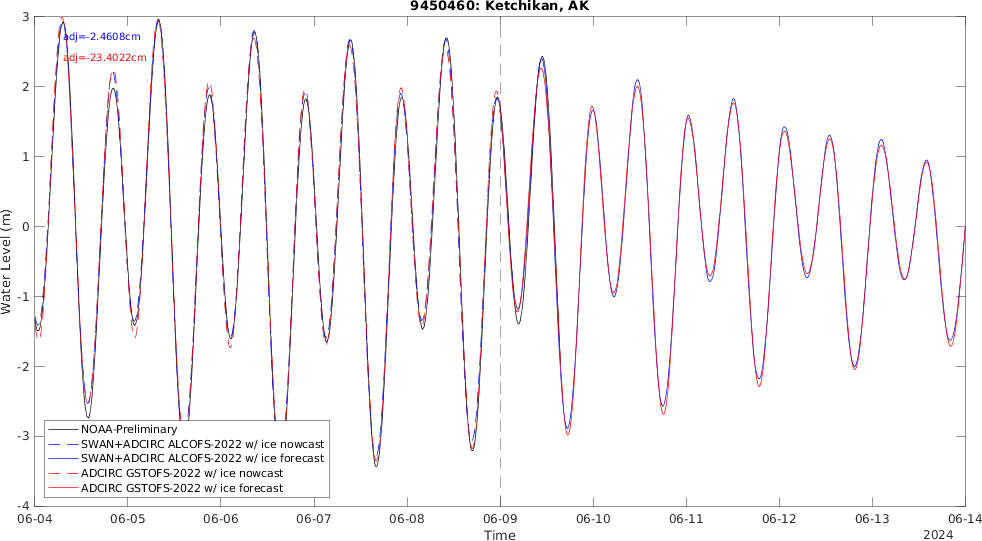 9450460: Ketchikan, AK
adj=-2.4608cm
adj=-23.4022cm
Water Level (m)
3
2
1
0
-1
-2
-3
-4
NOAA-Preliminary
SWAN+ADCIRC ALCOFS-2022 w/ ice nowcast
SWAN+ADCIRC ALCOFS-2022 w/ ice forecast
ADCIRC GSTOFS-2022 w/ ice nowcast
ADCIRC GSTOFS-2022 w/ ice forecast
06-04 06-05 06-06 06-07 06-08 06-09 06-10 06-11 06-12 06-13 06-14
Time
2024